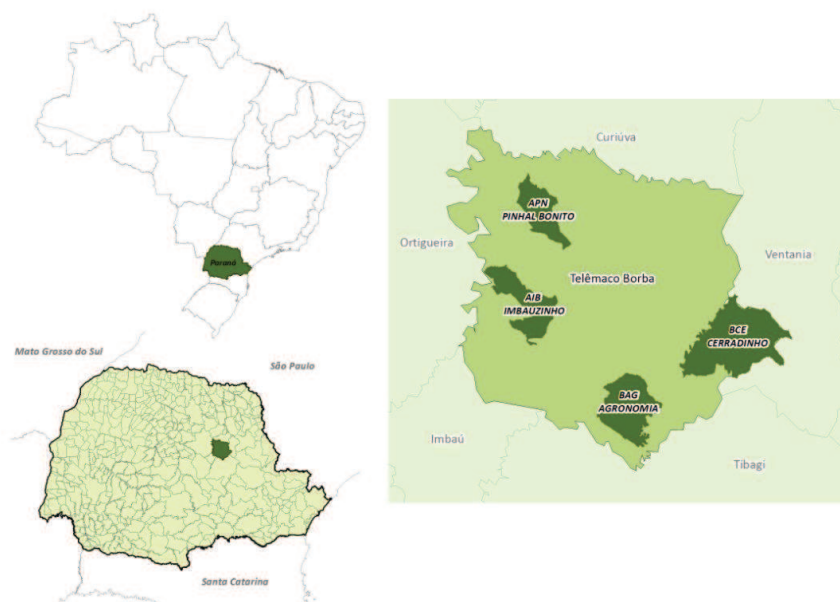 Paraná
Mato Grosso do Sul
São Paulo
Santa Catarina
Curiúva
APN
PINHAL BONITO
Ortigueira
Ventania
Telêmaco Borba
AIB
IMBAUZINHO
BCE
CERRADINHO
BAG
AGRONOMIA
Imbaú
Tibagi